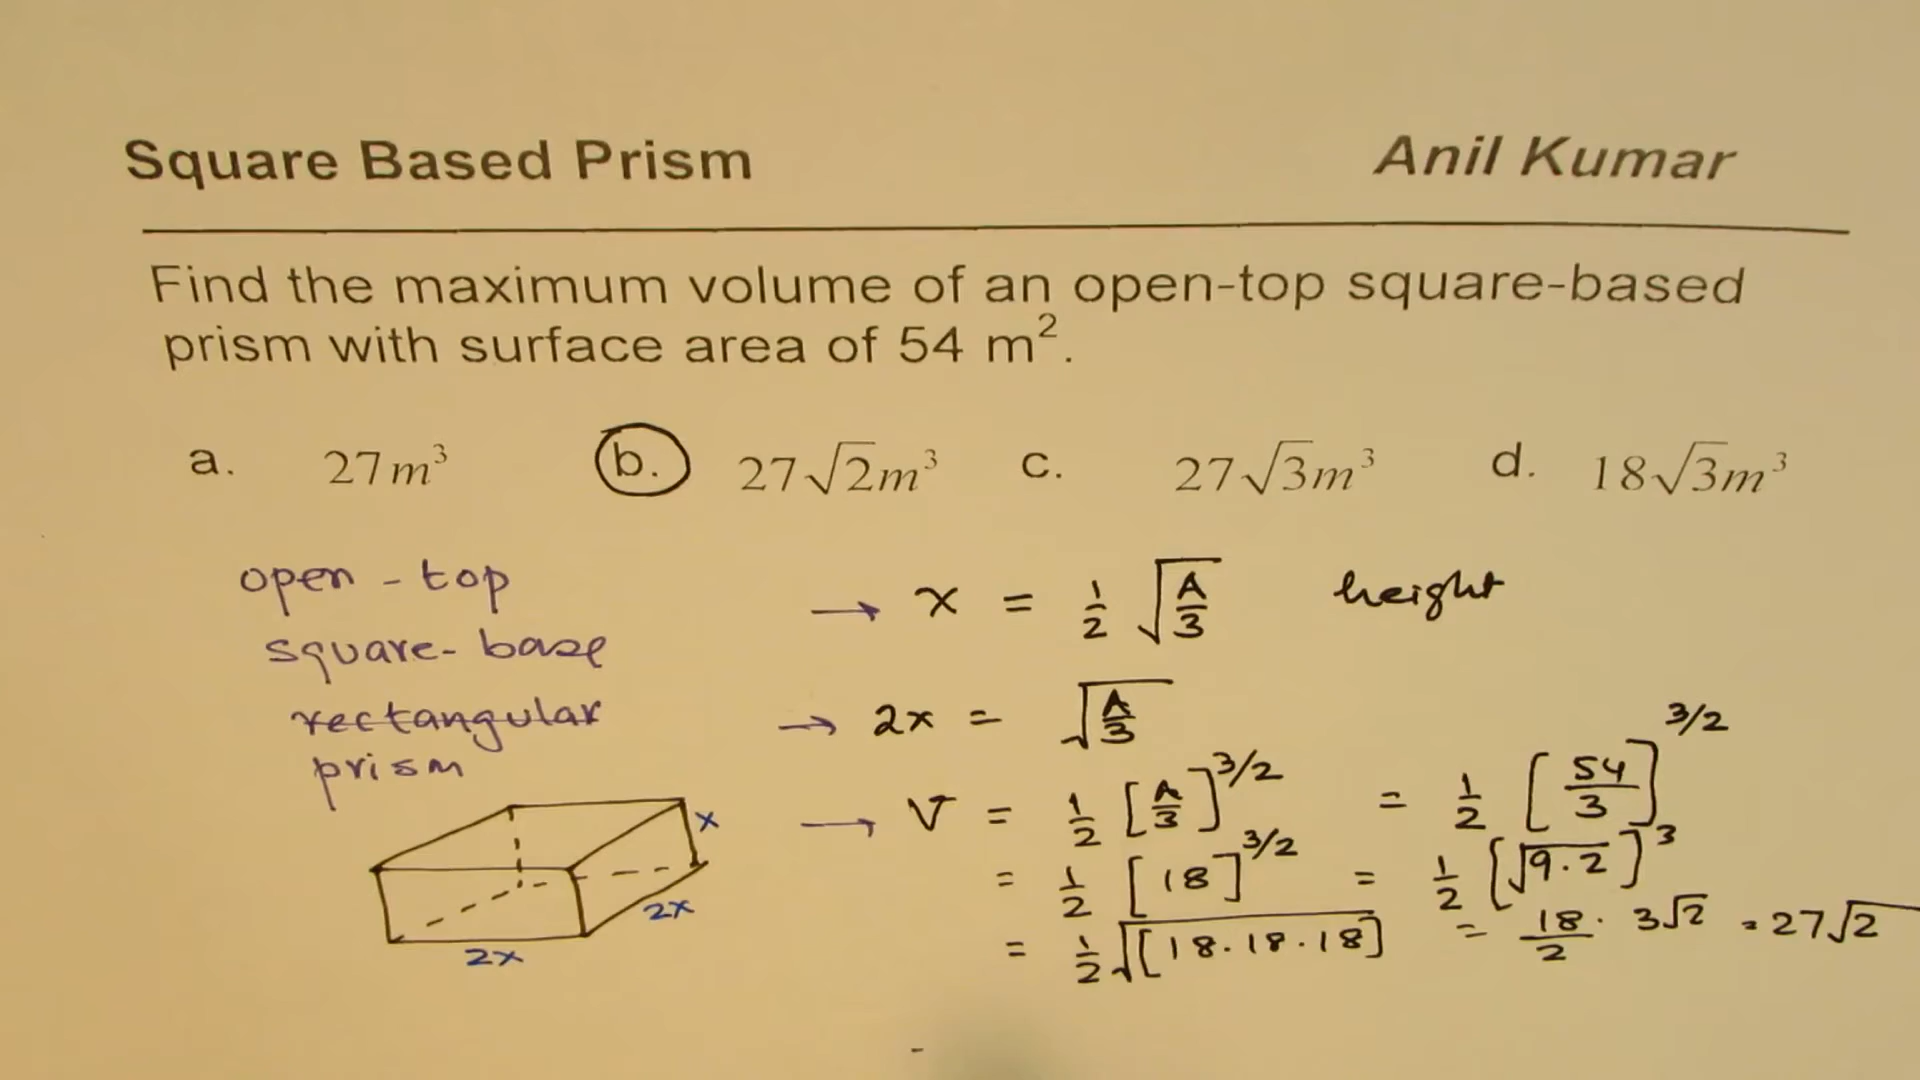 Square Based Prism Anil Kumar
Find the maximum volume of an open-top square-based
prism with surface area of 54 m².
a. 27m³ b. 27√2m³ c. 27√3m³ d. 18√3m³
open - top
square - base
rectangular
prism
x
2x
2x
→ x = 1/2 √(A/3) height
→ 2x = √(A/3)
→ V = 1/2 [A/3]^3/2 = 1/2 [54/3]^3/2
= 1/2 [18]^3/2 = 1/2 [√9·2]³
= 1/2 √[18·18·18] = 18/2 · 3√2 = 27√2